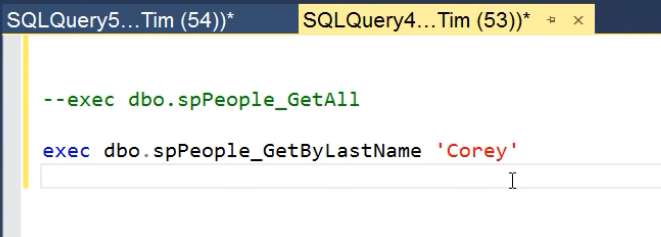 SQLQuery5...Tim (54))* SQLQuery4...Tim (53))*
--exec dbo.spPeople_GetAll
exec dbo.spPeople_GetByLastName 'Corey'